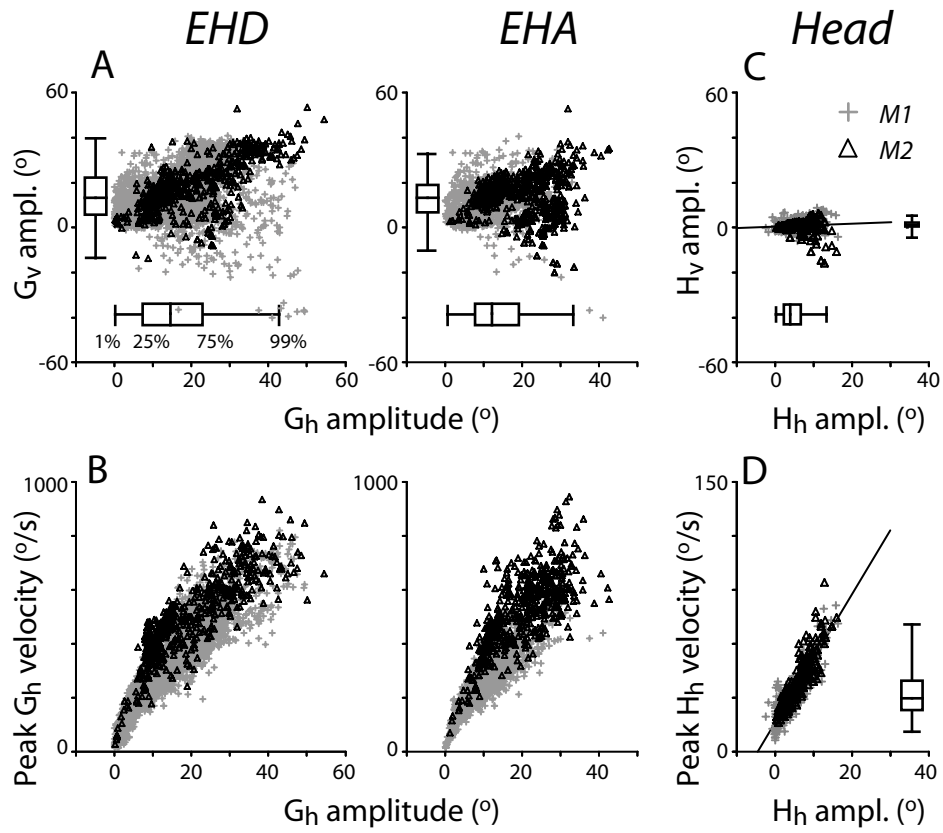 EHD EHA Head
A
60
0
-60
Gv ampl. (º)
1% 25% 75% 99%
0 20 40 60
60
0
-60
0 20 40
Gh amplitude (º)
C
M1
M2
60
0
-60
Hv ampl. (º)
0 20 40
Hh ampl. (º)
B
1000
0
Peak Gh velocity (º/s)
0 20 40 60
1000
0
0 20 40
Gh amplitude (º)
D
150
0
Peak Hh velocity (º/s)
0 20 40
Hh ampl. (º)